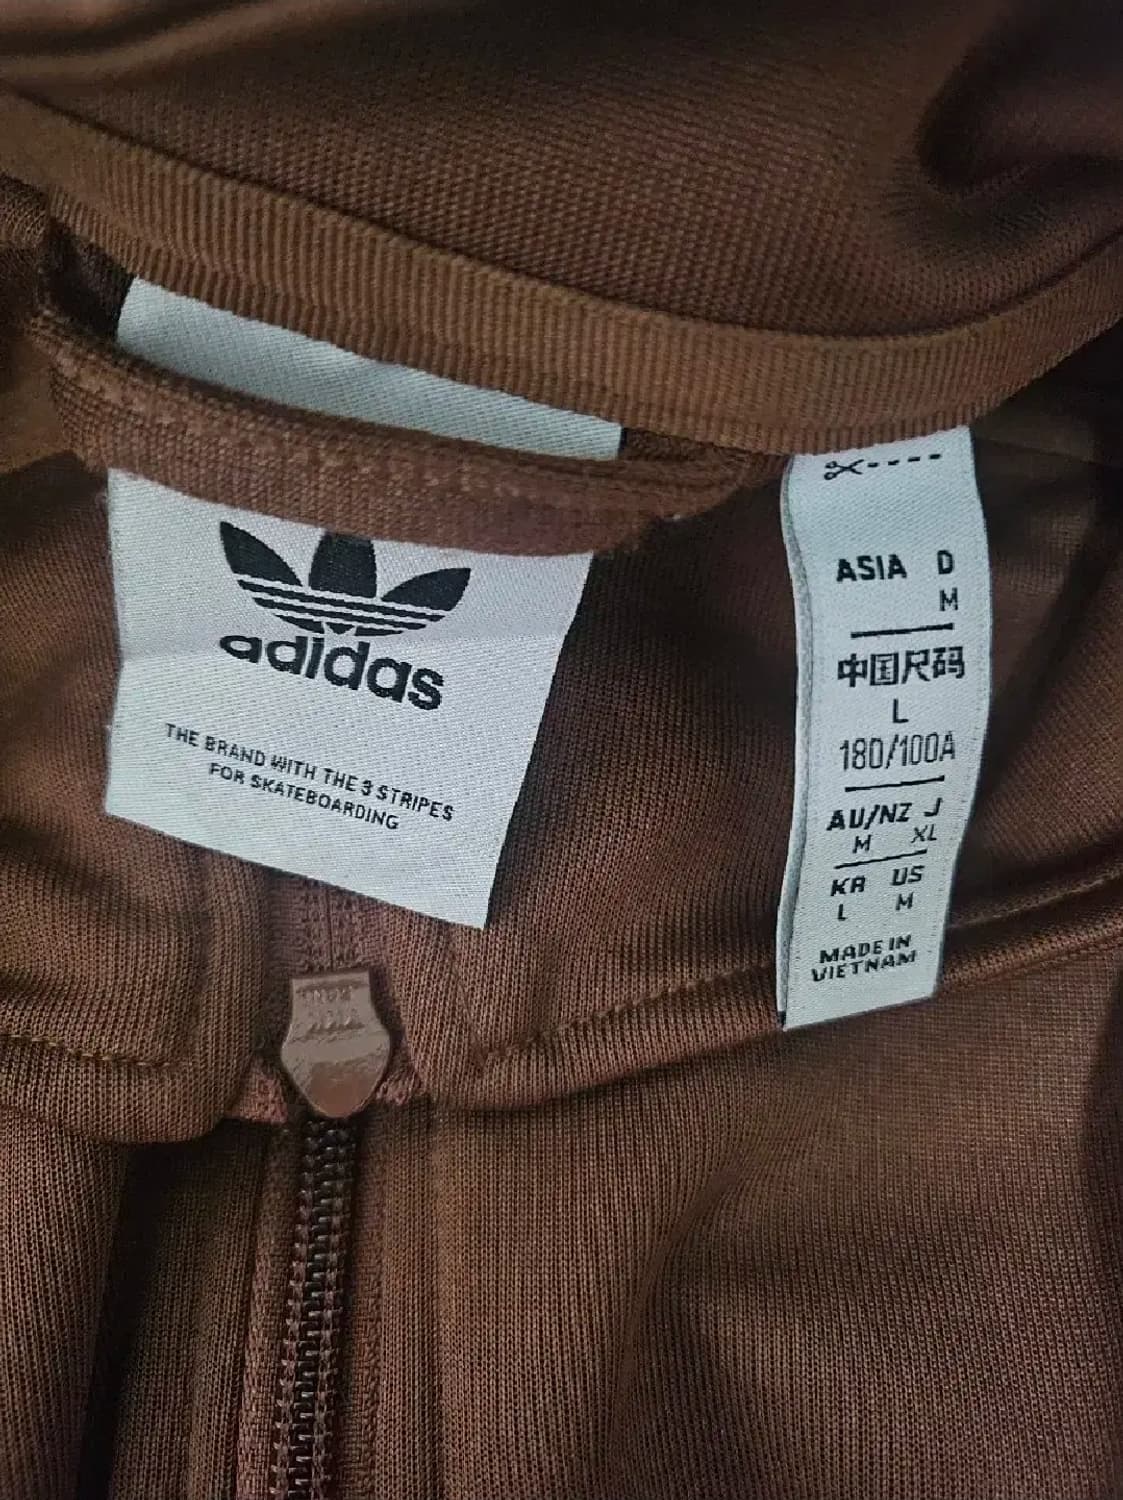 adidas
THE BRAND WITH THE 3 STRIPES
FOR SKATEBOARDING
ASIA D
M
中国尺码
L
180/100A
AU/NZ J
M XL
KR US
L M
MADE IN
VIETNAM